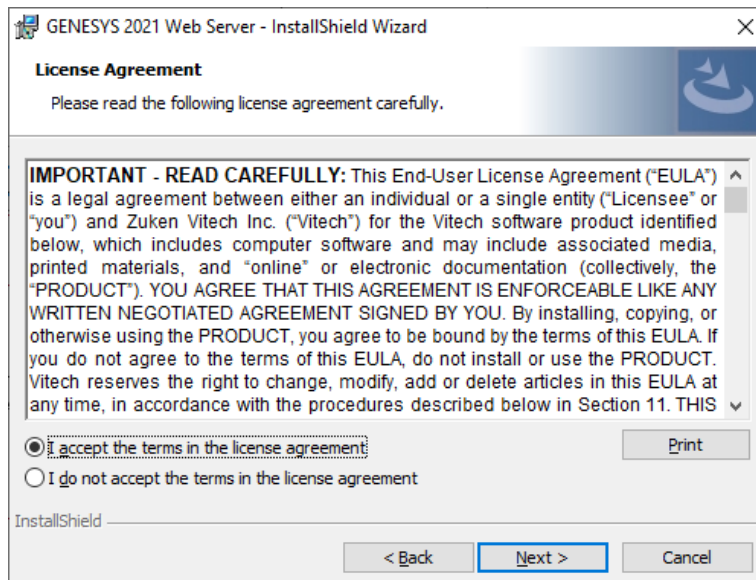 GENESYS 2021 Web Server - InstallShield Wizard
License Agreement
Please read the following license agreement carefully.
IMPORTANT - READ CAREFULLY: This End-User License Agreement (“EULA”)
is a legal agreement between either an individual or a single entity (“Licensee” or
“you”) and Zuken Vitech Inc. (“Vitech”) for the Vitech software product identified
below, which includes computer software and may include associated media,
printed materials, and “online” or electronic documentation (collectively, the
“PRODUCT”). YOU AGREE THAT THIS AGREEMENT IS ENFORCEABLE LIKE ANY
WRITTEN NEGOTIATED AGREEMENT SIGNED BY YOU. By installing, copying, or
otherwise using the PRODUCT, you agree to be bound by the terms of this EULA. If
you do not agree to the terms of this EULA, do not install or use the PRODUCT.
Vitech reserves the right to change, modify, add or delete articles in this EULA at
any time, in accordance with the procedures described below in Section 11. THIS
I accept the terms in the license agreement
Print
I do not accept the terms in the license agreement
InstallShield
< Back
Next >
Cancel